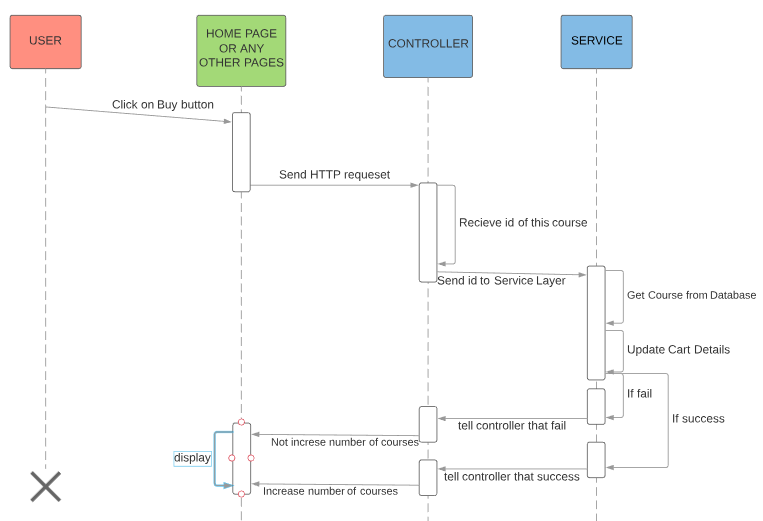 USER
HOME PAGE
OR ANY
OTHER PAGES
CONTROLLER
SERVICE
Click on Buy button
Send HTTP requeset
Recieve id of this course
Send id to Service Layer
Get Course from Database
Update Cart Details
If fail
If success
tell controller that fail
Not increse number of courses
display
tell controller that success
Increase number of courses